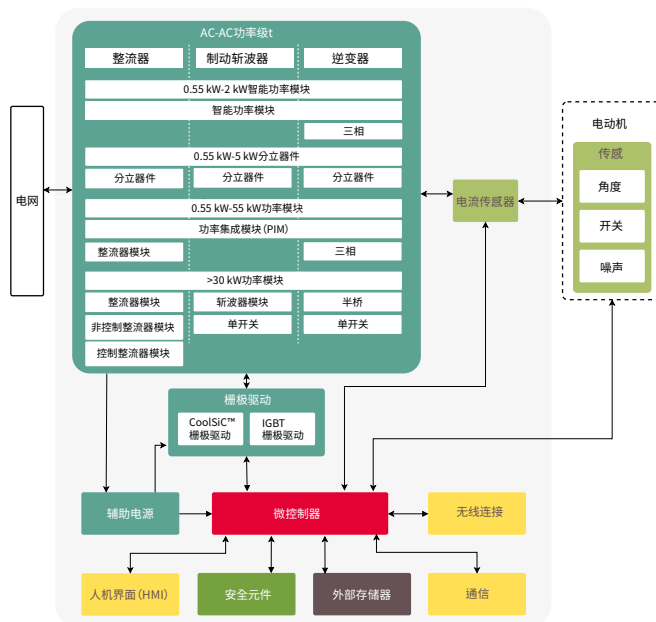 AC-AC功率级t
整流器
制动斩波器
逆变器
0.55 kW-2 kW智能功率模块
智能功率模块
三相
0.55 kW-5 kW分立器件
分立器件
分立器件
分立器件
0.55 kW-55 kW功率模块
功率集成模块(PIM)
整流器模块
三相
>30 kW功率模块
整流器模块
斩波器模块
半桥
非控制整流器模块
单开关
单开关
控制整流器模块
电网
电流传感器
电动机
传感
角度
开关
噪声
栅极驱动
CoolSiC™
栅极驱动
IGBT
栅极驱动
辅助电源
微控制器
无线连接
人机界面(HMI)
安全元件
外部存储器
通信